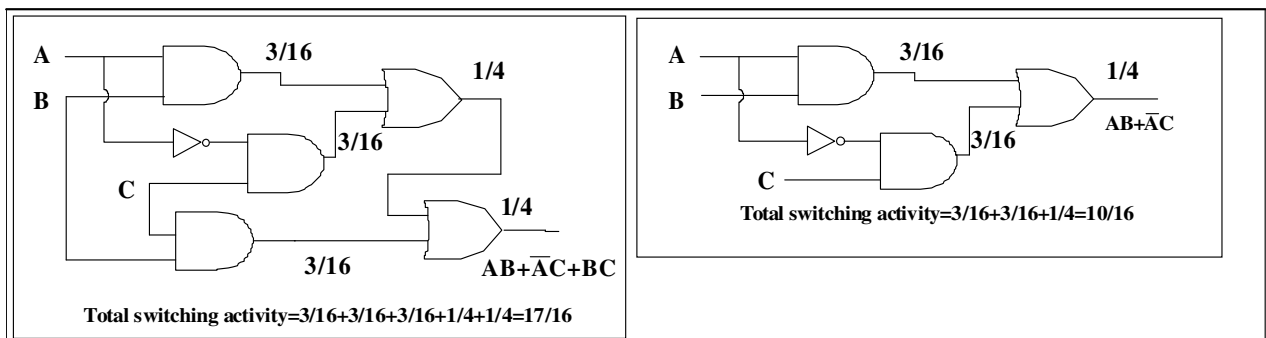 A
3/16
1/4
B
3/16
C
1/4
3/16
AB+A̅C+BC
Total switching activity=3/16+3/16+3/16+1/4+1/4=17/16
A
3/16
1/4
B
AB+A̅C
3/16
C
Total switching activity=3/16+3/16+1/4=10/16